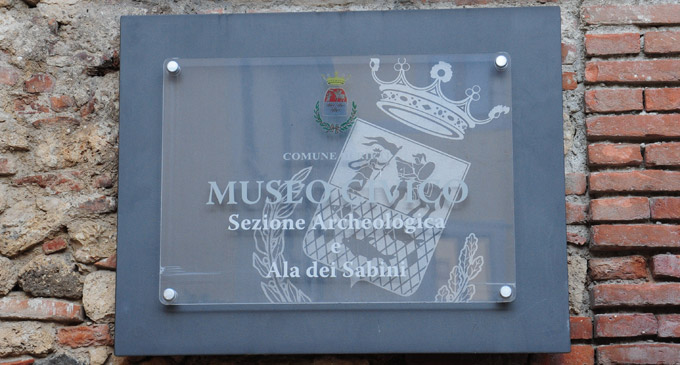 COMUNE
MUSEO CIVICO
Sezione Archeologica
e
Ala dei Sabini